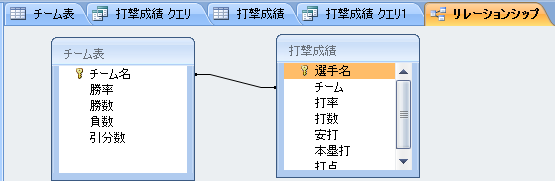 チーム表 打撃成績 クエリ 打撃成績 打撃成績 クエリ1 リレーションシップ
チーム表
チーム名
勝率
勝数
負数
引分数
打撃成績
選手名
チーム
打率
打数
安打
本塁打
打点